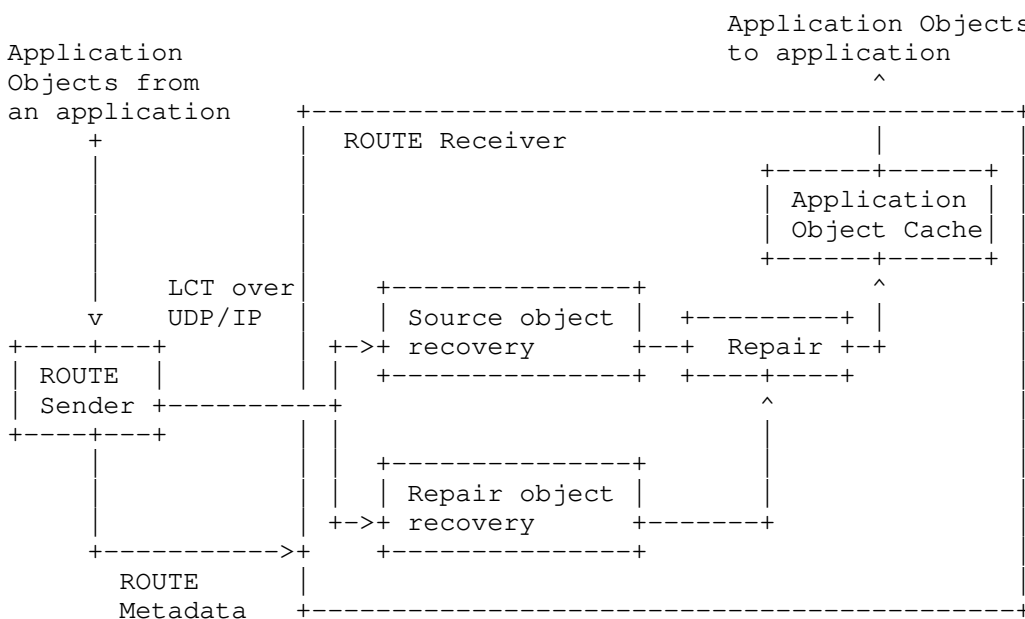 Application Objects
to application
Application
Objects from
an application
ROUTE Receiver
Application
Object Cache
LCT over
UDP/IP
Source object
recovery
Repair
ROUTE
Sender
Repair object
recovery
ROUTE
Metadata